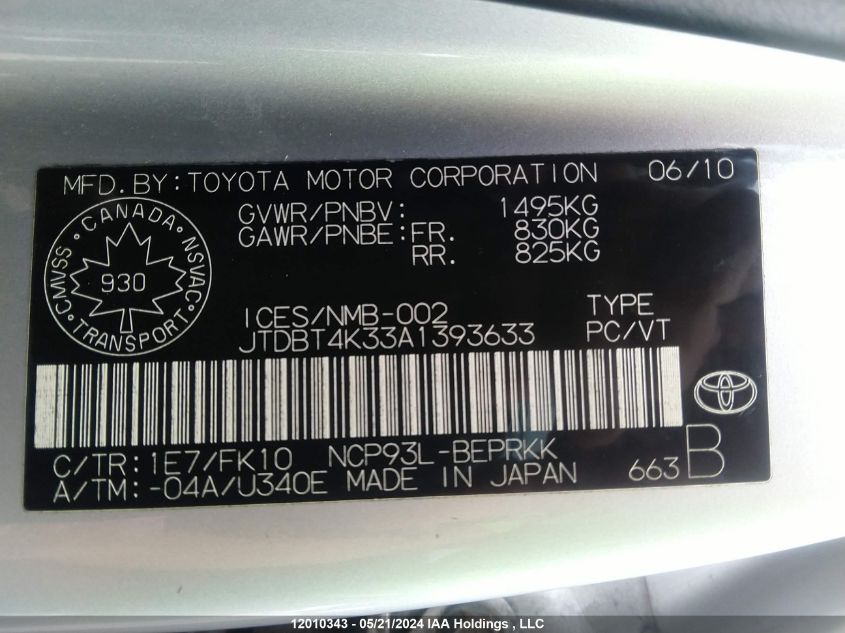 MFD.BY:TOYOTA MOTOR CORPORATION 06/10
GVWR/PNBV: 1495KG
GAWR/PNBE:FR. 830KG
RR. 825KG
CANADA
CMVSS NSVAC
930
TRANSPORT
ICES/NMB-002 TYPE
JTDBT4K33A1393633 PC/VT
C/TR:1E7/FK10 NCP93L-BEPRKK
A/TM:-04A/U340E MADE IN JAPAN 663B
12010343 - 05/21/2024 IAA Holdings , LLC